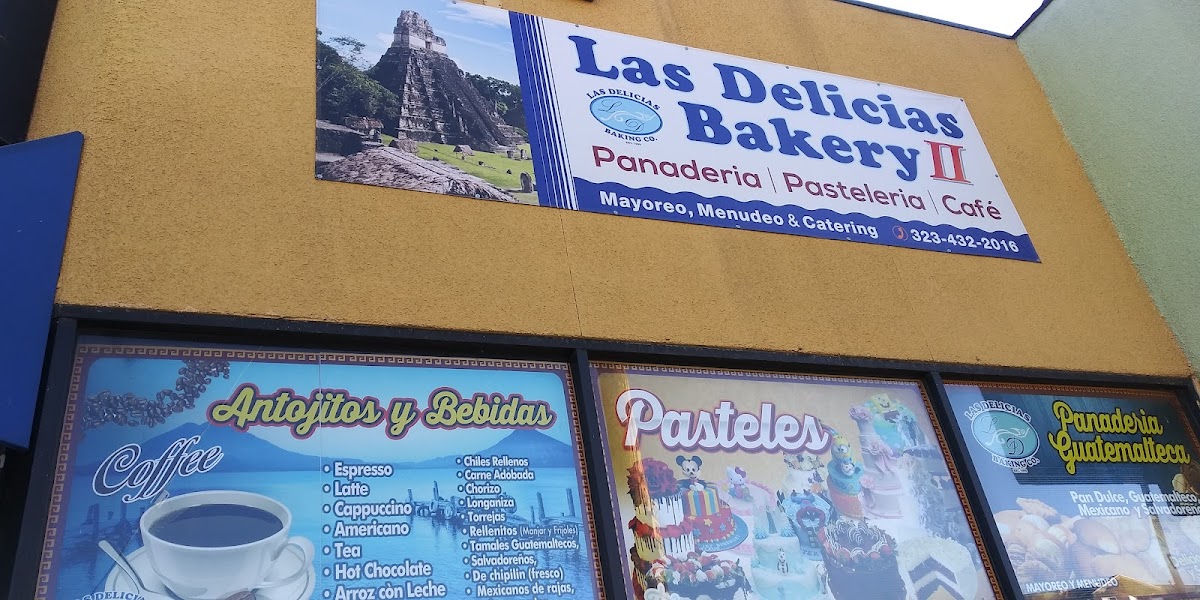 Las Delicias
Bakery II
LAS DELICIAS
L D
BAKING CO.
Panaderia | Pasteleria | Café
Mayoreo, Menudeo & Catering 323-432-2016
Antojitos y Bebidas
Coffee
• Espresso
• Latte
• Cappuccino
• Americano
• Tea
• Hot Chocolate
• Arroz con Leche
• Chiles Rellenos
• Carne Adobada
• Chorizo
• Longaniza
• Torrejas
• Rellenitos (Manjar y Frijoles)
• Tamales Guatemaltecos,
Salvadoreños,
De chipilin (fresco)
• Mexicanos de rajas,
Pasteles
LAS DELICIAS
BAKING CO.
Panaderia
Guatemalteca
Pan Dulce, Guatemalteco
Mexicano y Salvadoreño
MAYOREO Y MENUDEO